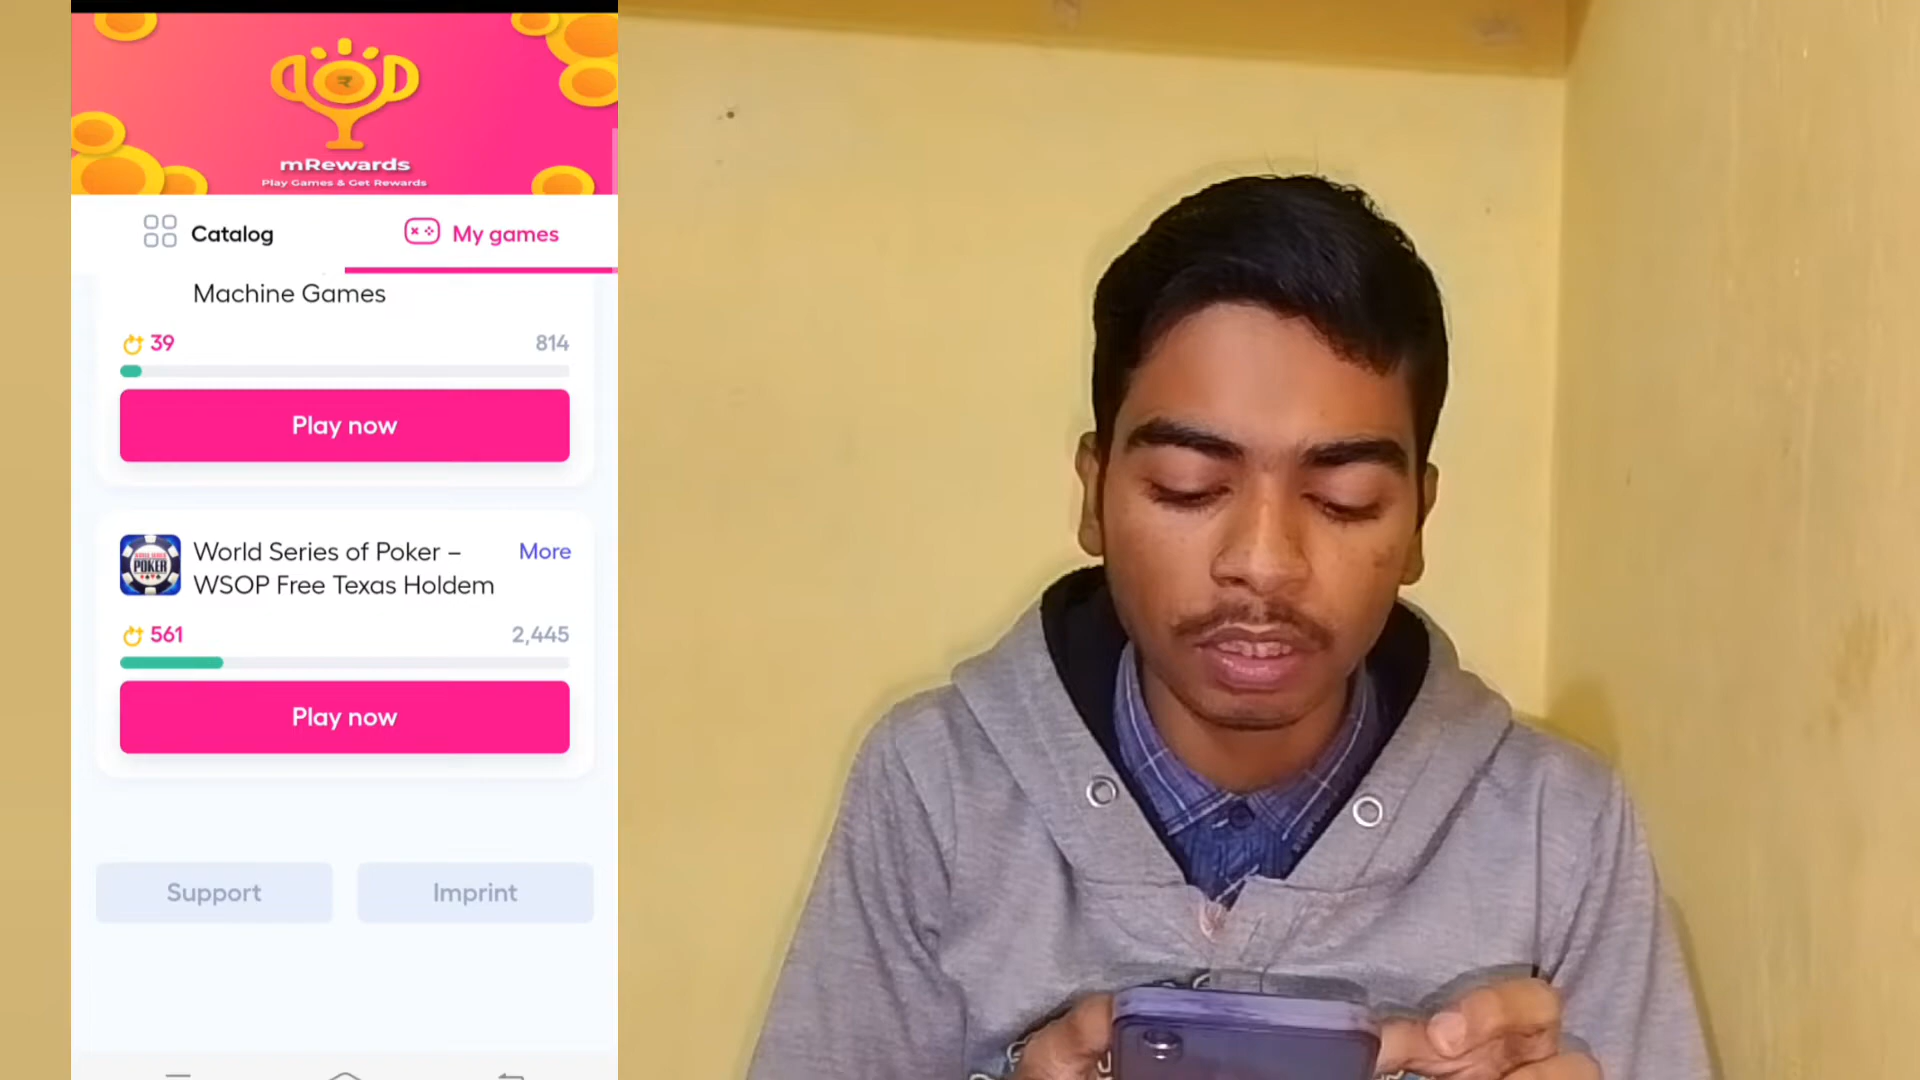 mRewards
Play Games & Get Rewards
Catalog
My games
Machine Games
39
814
Play now
World Series of Poker –
WSOP Free Texas Holdem
More
POKER
561
2,445
Play now
Support
Imprint